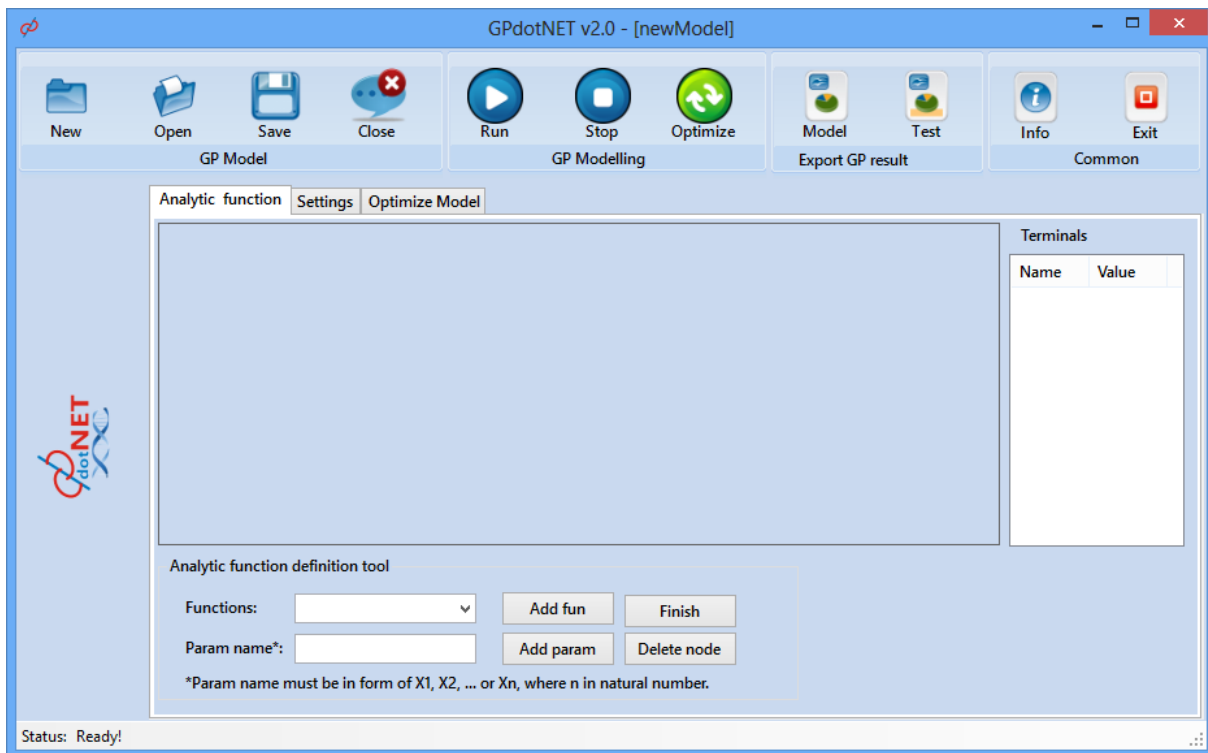 GPdotNET v2.0 - [newModel]
New Open Save Close Run Stop Optimize Model Test Info Exit
GP Model GP Modelling Export GP result Common
Analytic function Settings Optimize Model
Terminals
Name Value
GPdotNET
Analytic function definition tool
Functions: Add fun Finish
Param name*: Add param Delete node
*Param name must be in form of X1, X2, ... or Xn, where n in natural number.
Status: Ready!